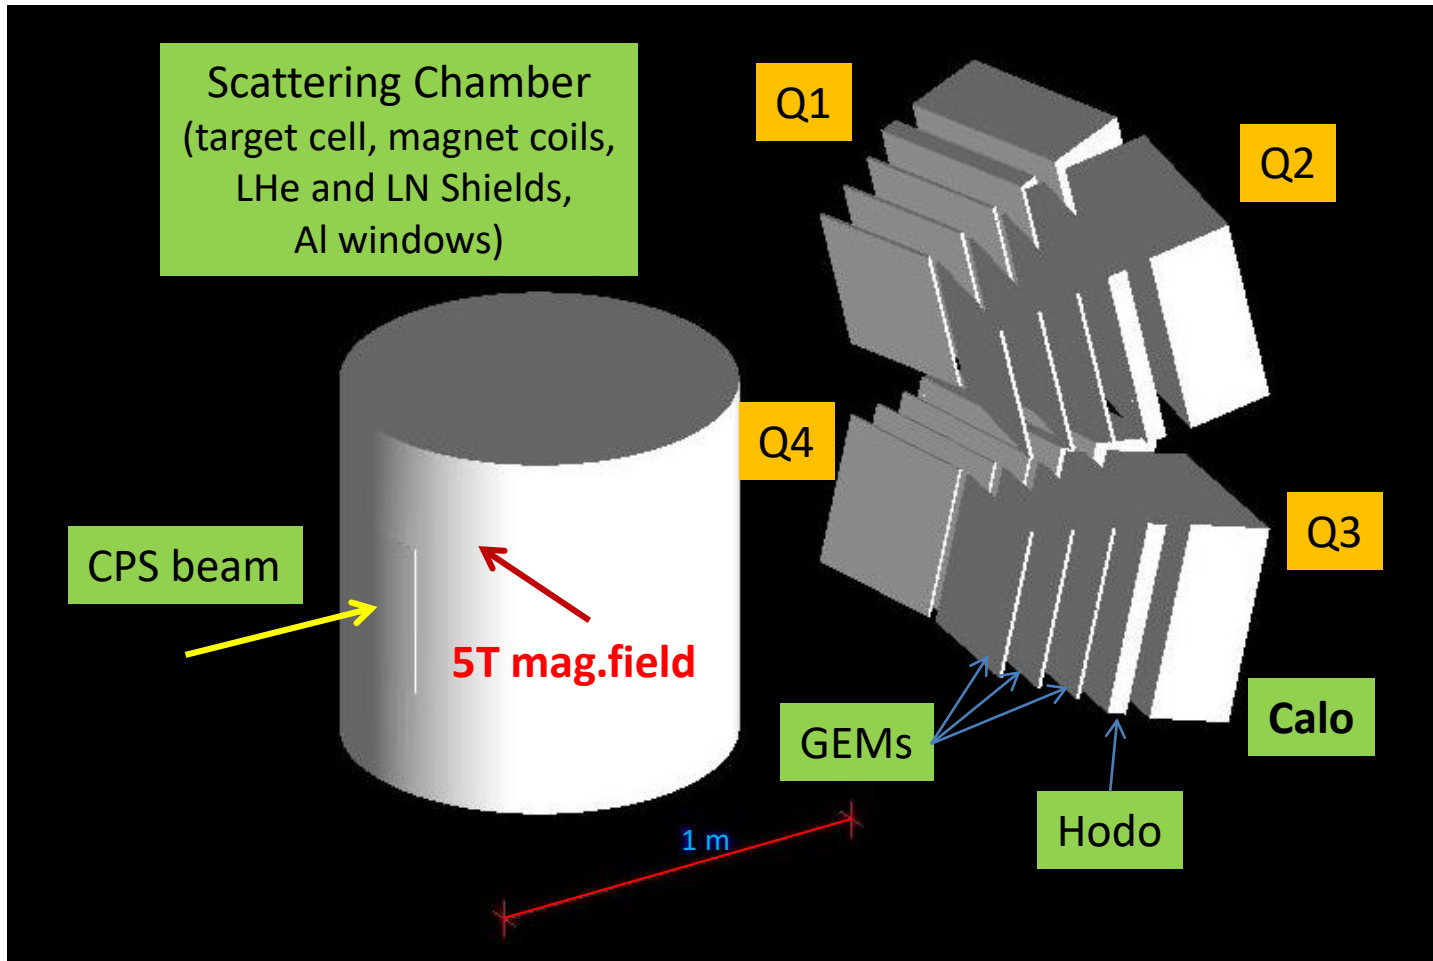 Scattering Chamber
(target cell, magnet coils,
LHe and LN Shields,
Al windows)
Q1
Q2
Q4
Q3
CPS beam
5T mag.field
GEMs
Calo
Hodo
1 m